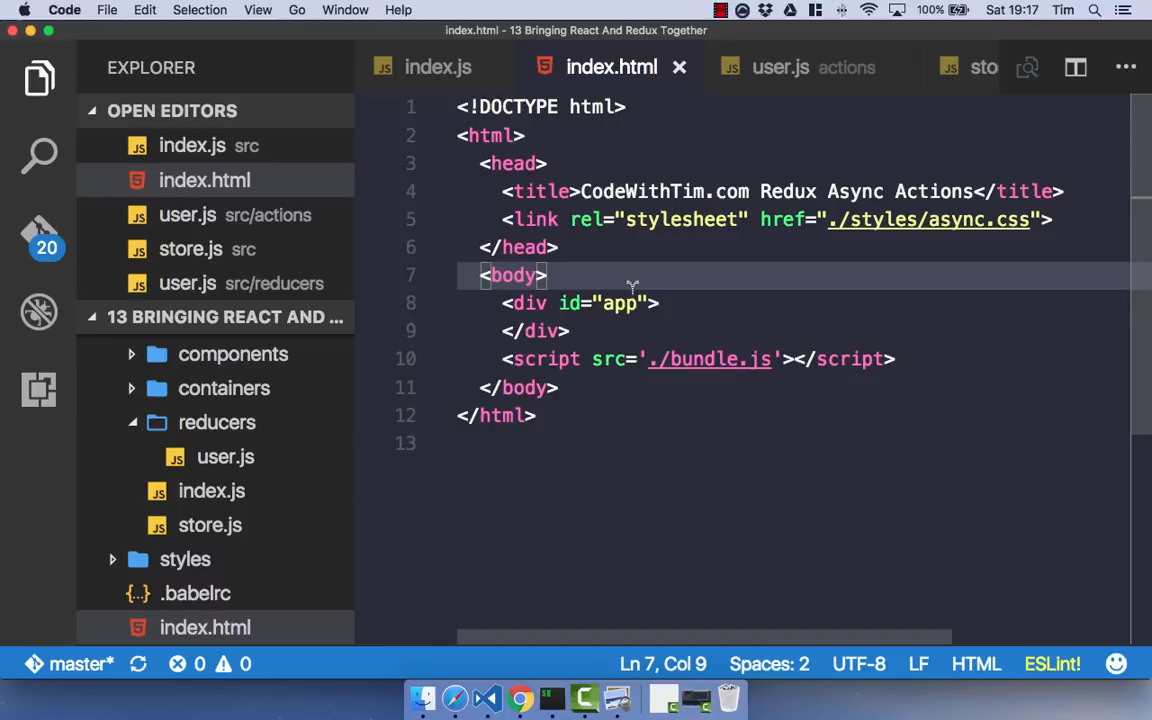 Code File Edit Selection View Go Window Help 100% Sat 19:17 Tim
index.html - 13 Bringing React And Redux Together
EXPLORER
index.js
index.html
user.js actions
sto
OPEN EDITORS
index.js src
index.html
user.js src/actions
store.js src
user.js src/reducers
20
13 BRINGING REACT AND ...
components
containers
reducers
user.js
index.js
store.js
styles
.babelrc
index.html
1 <!DOCTYPE html>
2 <html>
3 <head>
4 <title>CodeWithTim.com Redux Async Actions</title>
5 <link rel="stylesheet" href="./styles/async.css">
6 </head>
7 <body>
8 <div id="app">
9 </div>
10 <script src='./bundle.js'></script>
11 </body>
12 </html>
13
master* 0 0 Ln 7, Col 9 Spaces: 2 UTF-8 LF HTML ESLint!